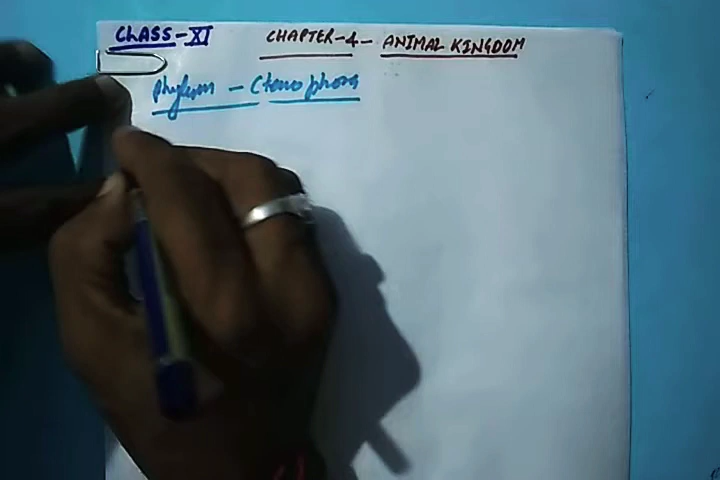 CLASS-XI CHAPTER-4- ANIMAL KINGDOM
Phylum - Ctenophora